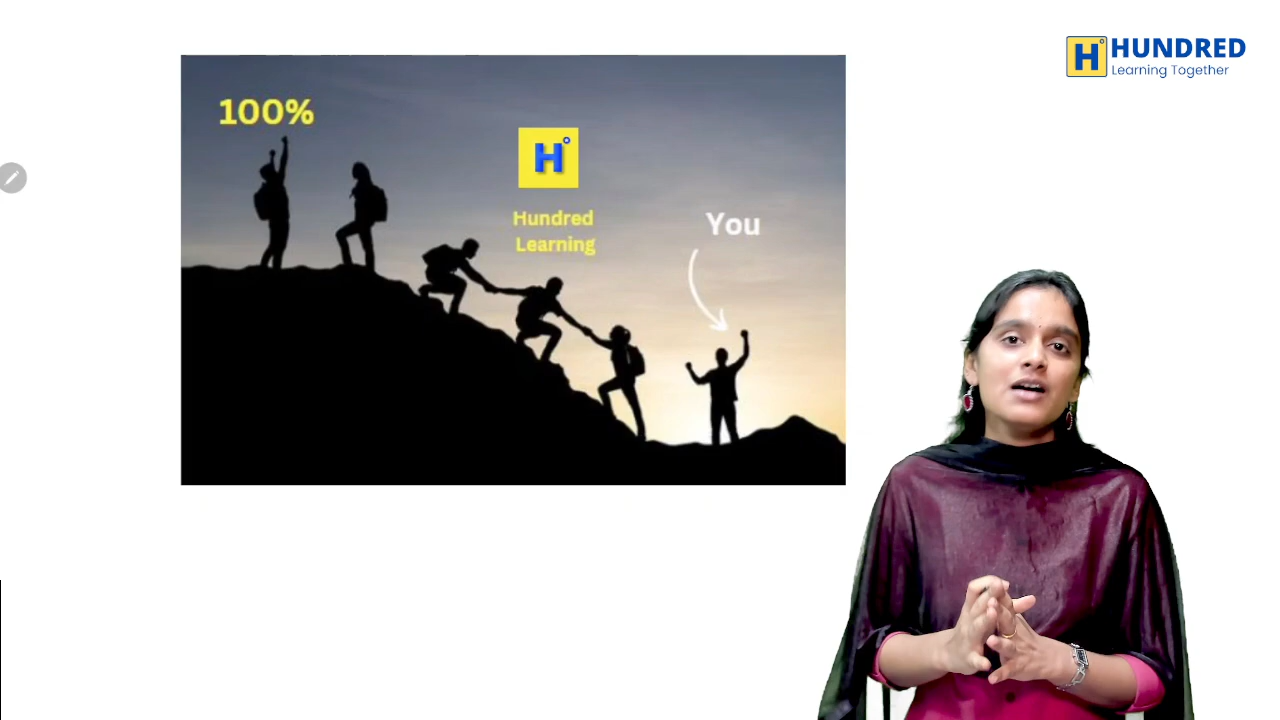 HUNDRED
Learning Together
100%
H
Hundred
Learning
You
H